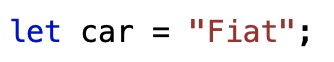 let car = "Fiat";